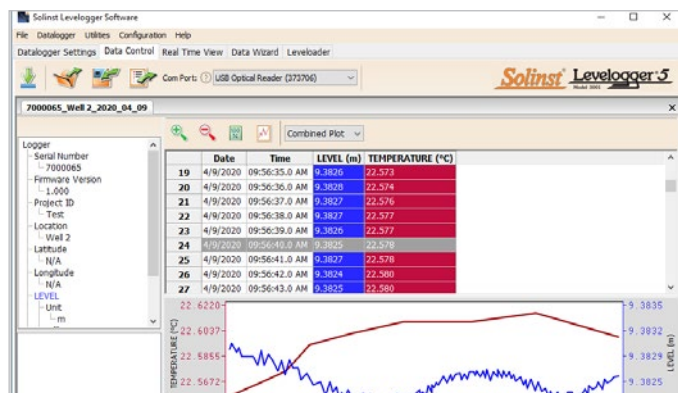 Solinst Levelogger Software
File Datalogger Utilities Configuration Help
Datalogger Settings Data Control Real Time View Data Wizard Leveloader
Com Port: USB Optical Reader (373706)
Solinst Levelogger 5
Model 3001
7000065_Well 2_2020_04_09
Combined Plot
Logger
Serial Number
7000065
Firmware Version
1.000
Project ID
Test
Location
Well 2
Latitude
N/A
Longitude
N/A
LEVEL
Unit
m
Date Time LEVEL (m) TEMPERATURE (°C)
19 4/9/2020 09:56:35.0 AM 9.3826 22.573
20 4/9/2020 09:56:36.0 AM 9.3828 22.574
21 4/9/2020 09:56:37.0 AM 9.3827 22.576
22 4/9/2020 09:56:38.0 AM 9.3827 22.577
23 4/9/2020 09:56:39.0 AM 9.3826 22.577
24 4/9/2020 09:56:40.0 AM 9.3825 22.578
25 4/9/2020 09:56:41.0 AM 9.3827 22.578
26 4/9/2020 09:56:42.0 AM 9.3824 22.580
27 4/9/2020 09:56:43.0 AM 9.3825 22.580
TEMPERATURE (°C)
22.6220
22.6037
22.5855
22.5672
9.3835
9.3832
9.3829
9.3825
LEVEL (m)